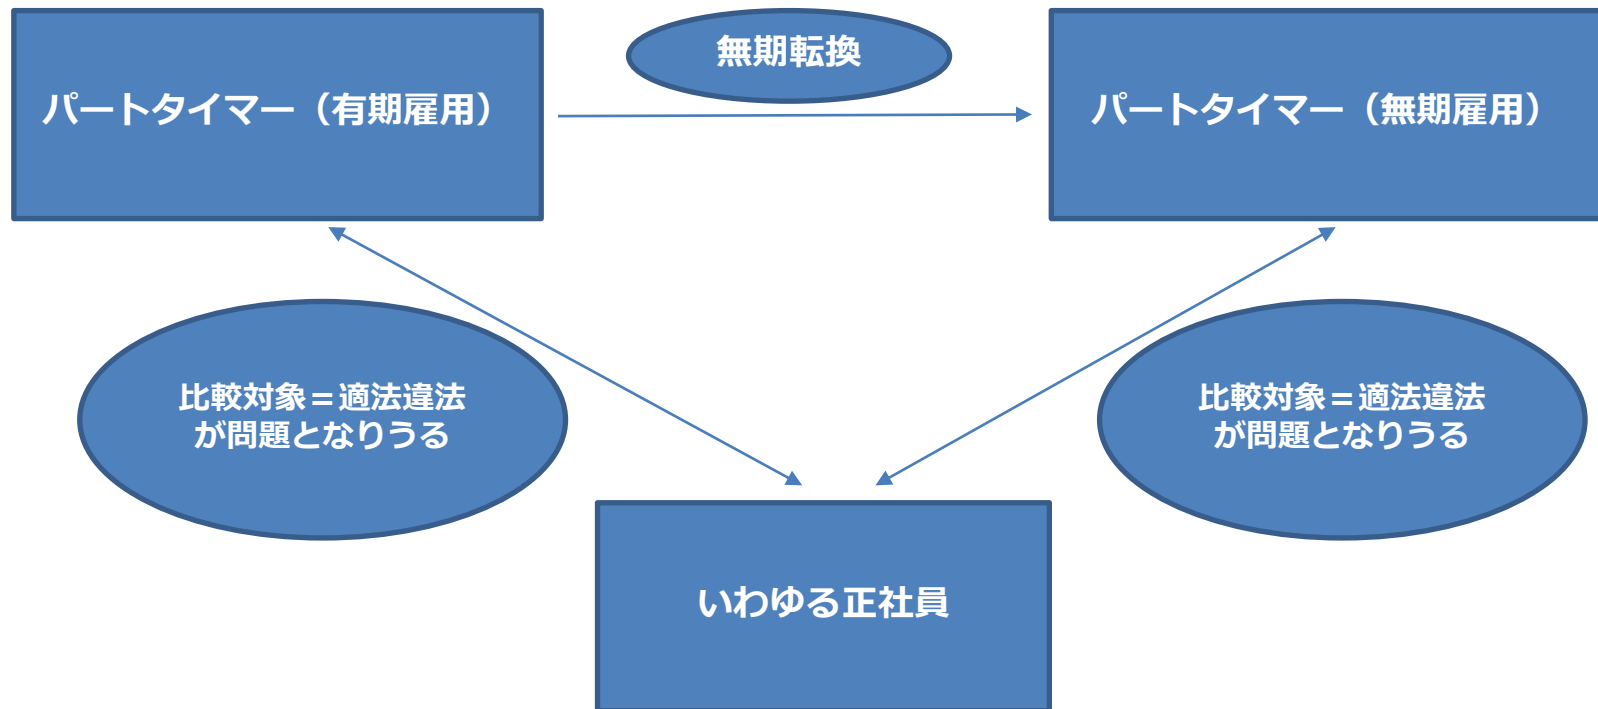 無期転換
パートタイマー（有期雇用）
パートタイマー（無期雇用）
比較対象＝適法違法
が問題となりうる
比較対象＝適法違法
が問題となりうる
いわゆる正社員